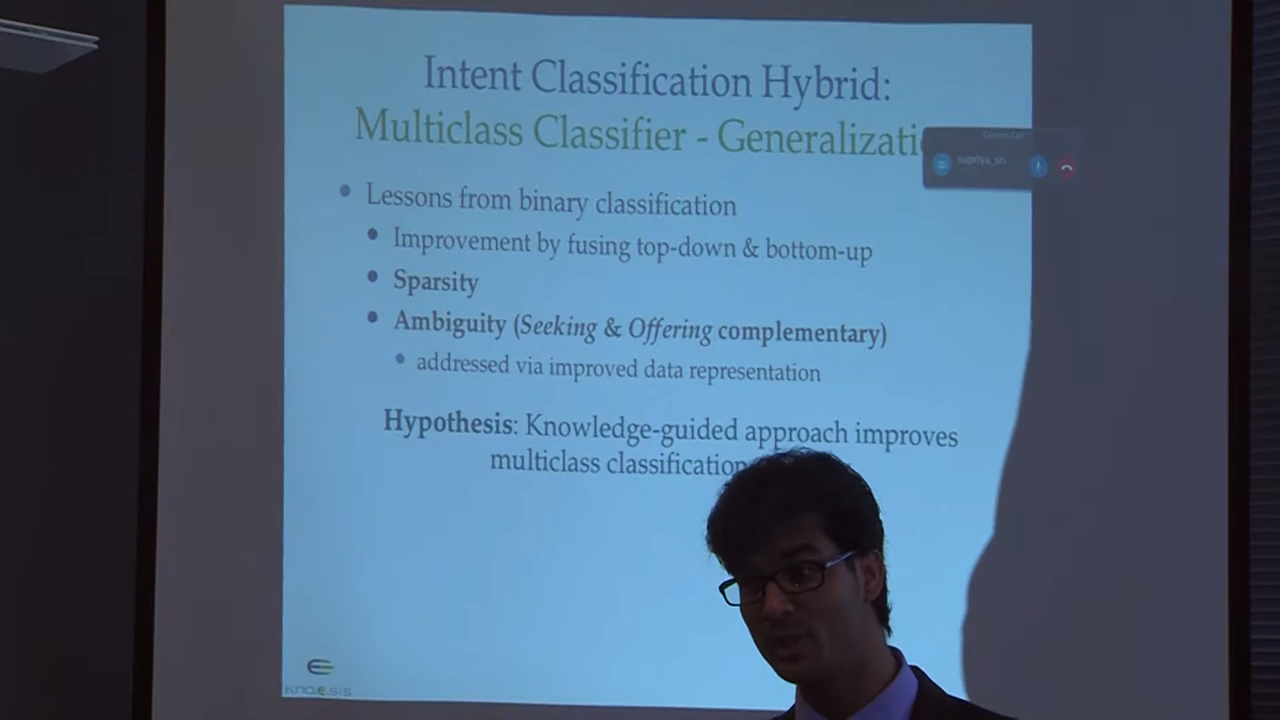 Intent Classification Hybrid:
Multiclass Classifier - Generalizatio
• Lessons from binary classification
• Improvement by fusing top-down & bottom-up
• Sparsity
• Ambiguity (Seeking & Offering complementary)
• addressed via improved data representation
Hypothesis: Knowledge-guided approach improves
multiclass classification
kno.e.sis